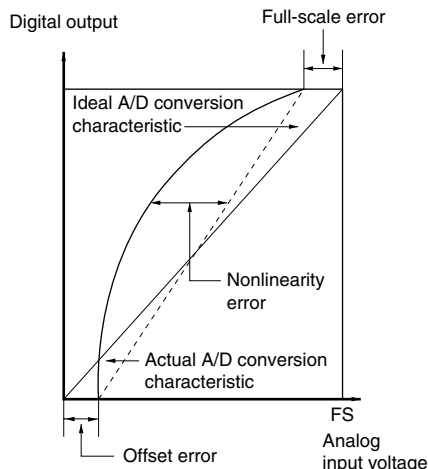 Full-scale error
Digital output
Ideal A/D conversion
characteristic
Nonlinearity
error
Actual A/D conversion
characteristic
FS
Offset error
Analog
input voltage